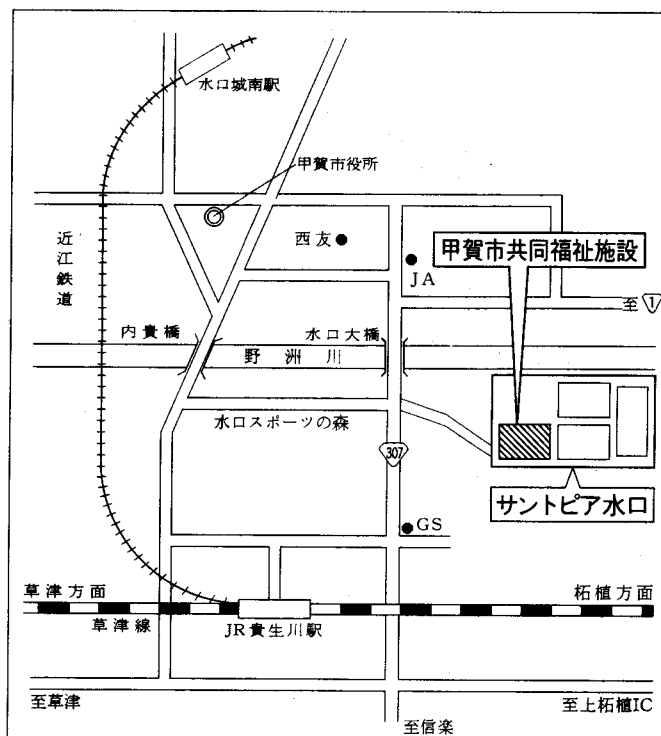 水口城南駅
甲賀市役所
近江鉄道
西友
JA
甲賀市共同福祉施設
至 1
内貴橋
水口大橋
野洲川
水口スポーツの森
307
サントピア水口
GS
草津方面
柘植方面
草津線
JR貴生川駅
至草津
至上柘植IC
至信楽